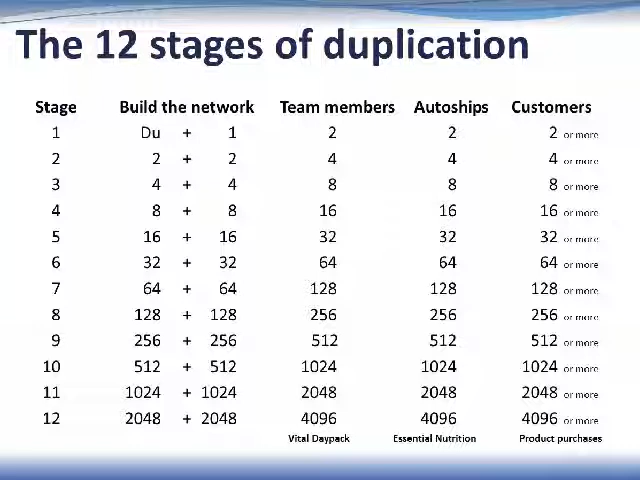 The 12 stages of duplication
Stage Build the network Team members Autoships Customers
1 Du + 1 2 2 2 or more
2 2 + 2 4 4 4 or more
3 4 + 4 8 8 8 or more
4 8 + 8 16 16 16 or more
5 16 + 16 32 32 32 or more
6 32 + 32 64 64 64 or more
7 64 + 64 128 128 128 or more
8 128 + 128 256 256 256 or more
9 256 + 256 512 512 512 or more
10 512 + 512 1024 1024 1024 or more
11 1024 + 1024 2048 2048 2048 or more
12 2048 + 2048 4096 4096 4096 or more
Vital Daypack Essential Nutrition Product purchases